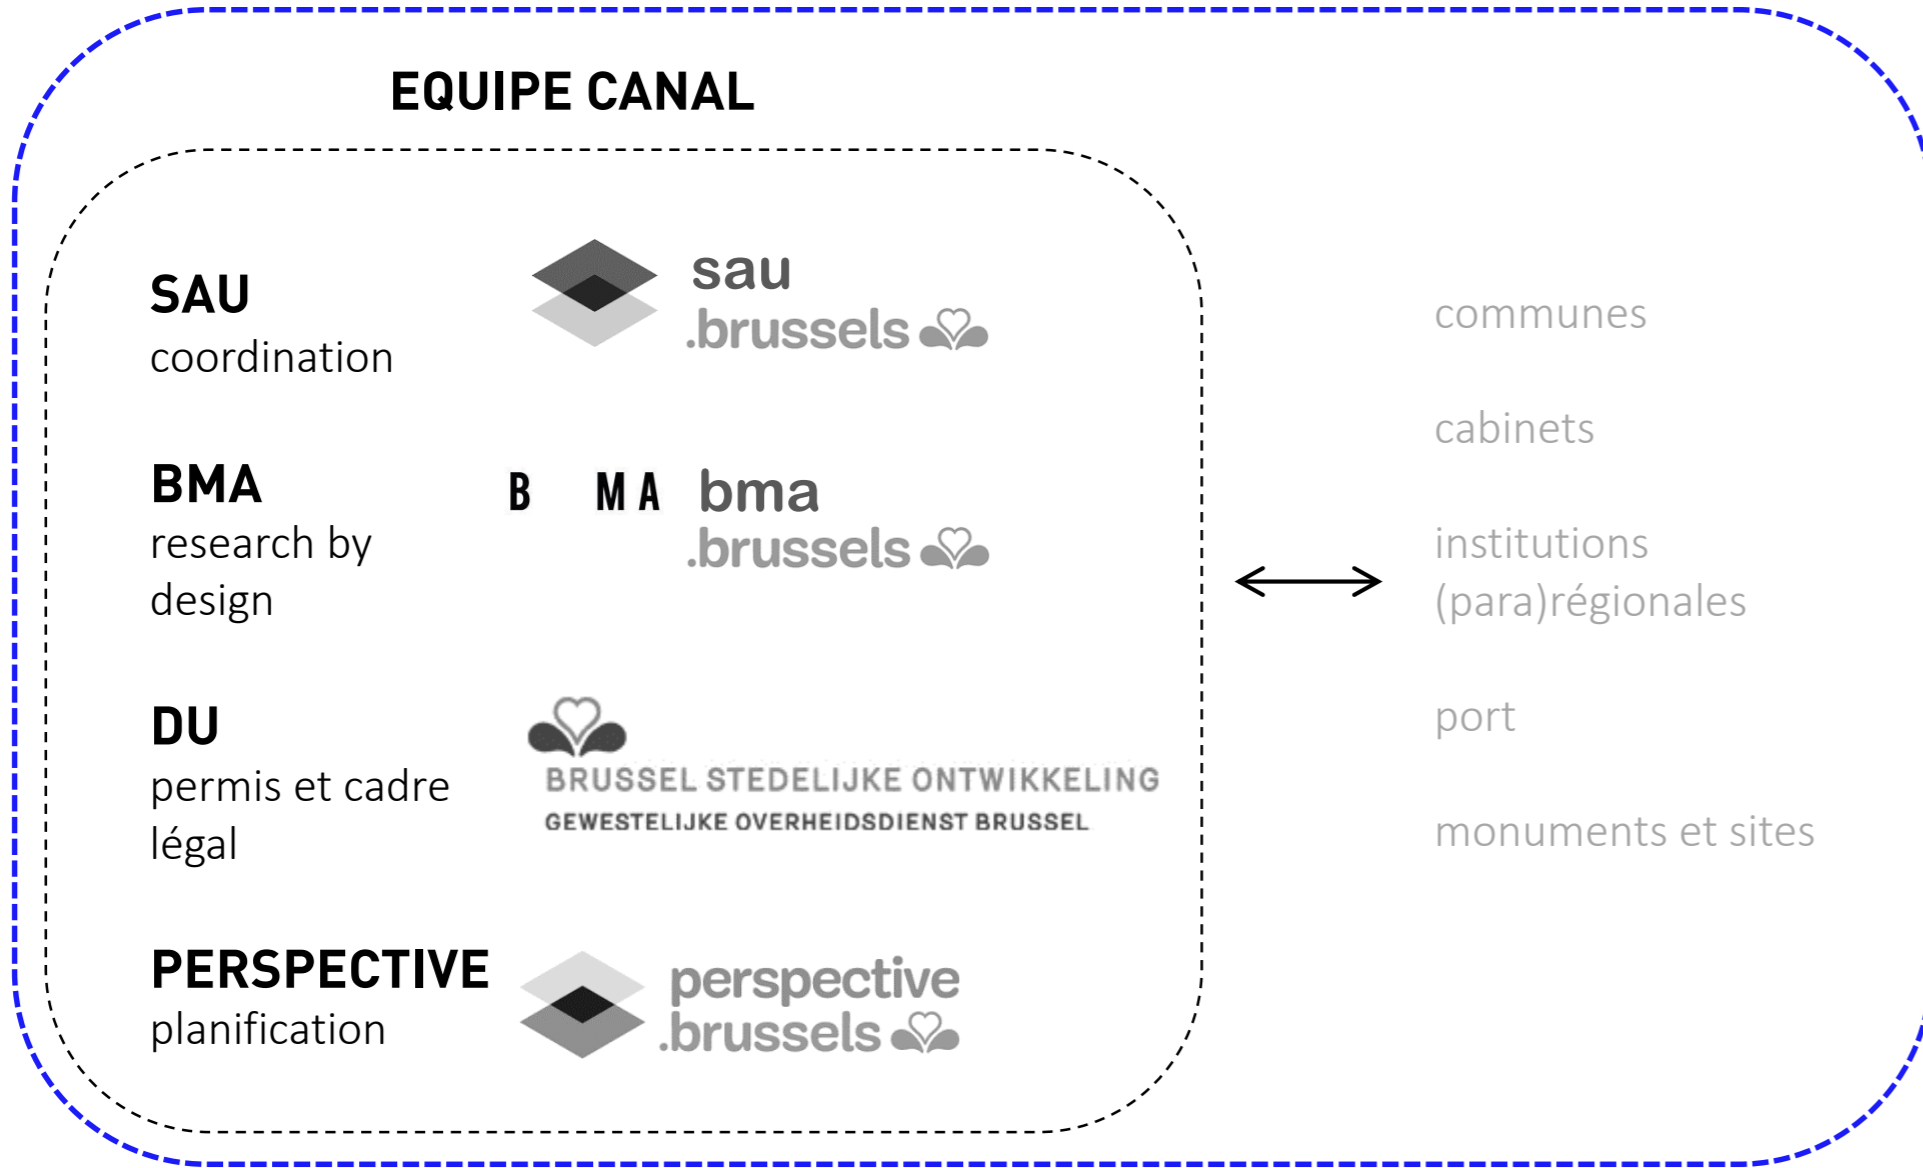 EQUIPE CANAL
SAU
coordination
sau
.brussels
BMA
research by
design
B MA
bma
.brussels
DU
permis et cadre
légal
BRUSSEL STEDELIJKE ONTWIKKELING
GEWESTELIJKE OVERHEIDSDIENST BRUSSEL
PERSPECTIVE
planification
perspective
.brussels
communes
cabinets
institutions
(para)régionales
port
monuments et sites